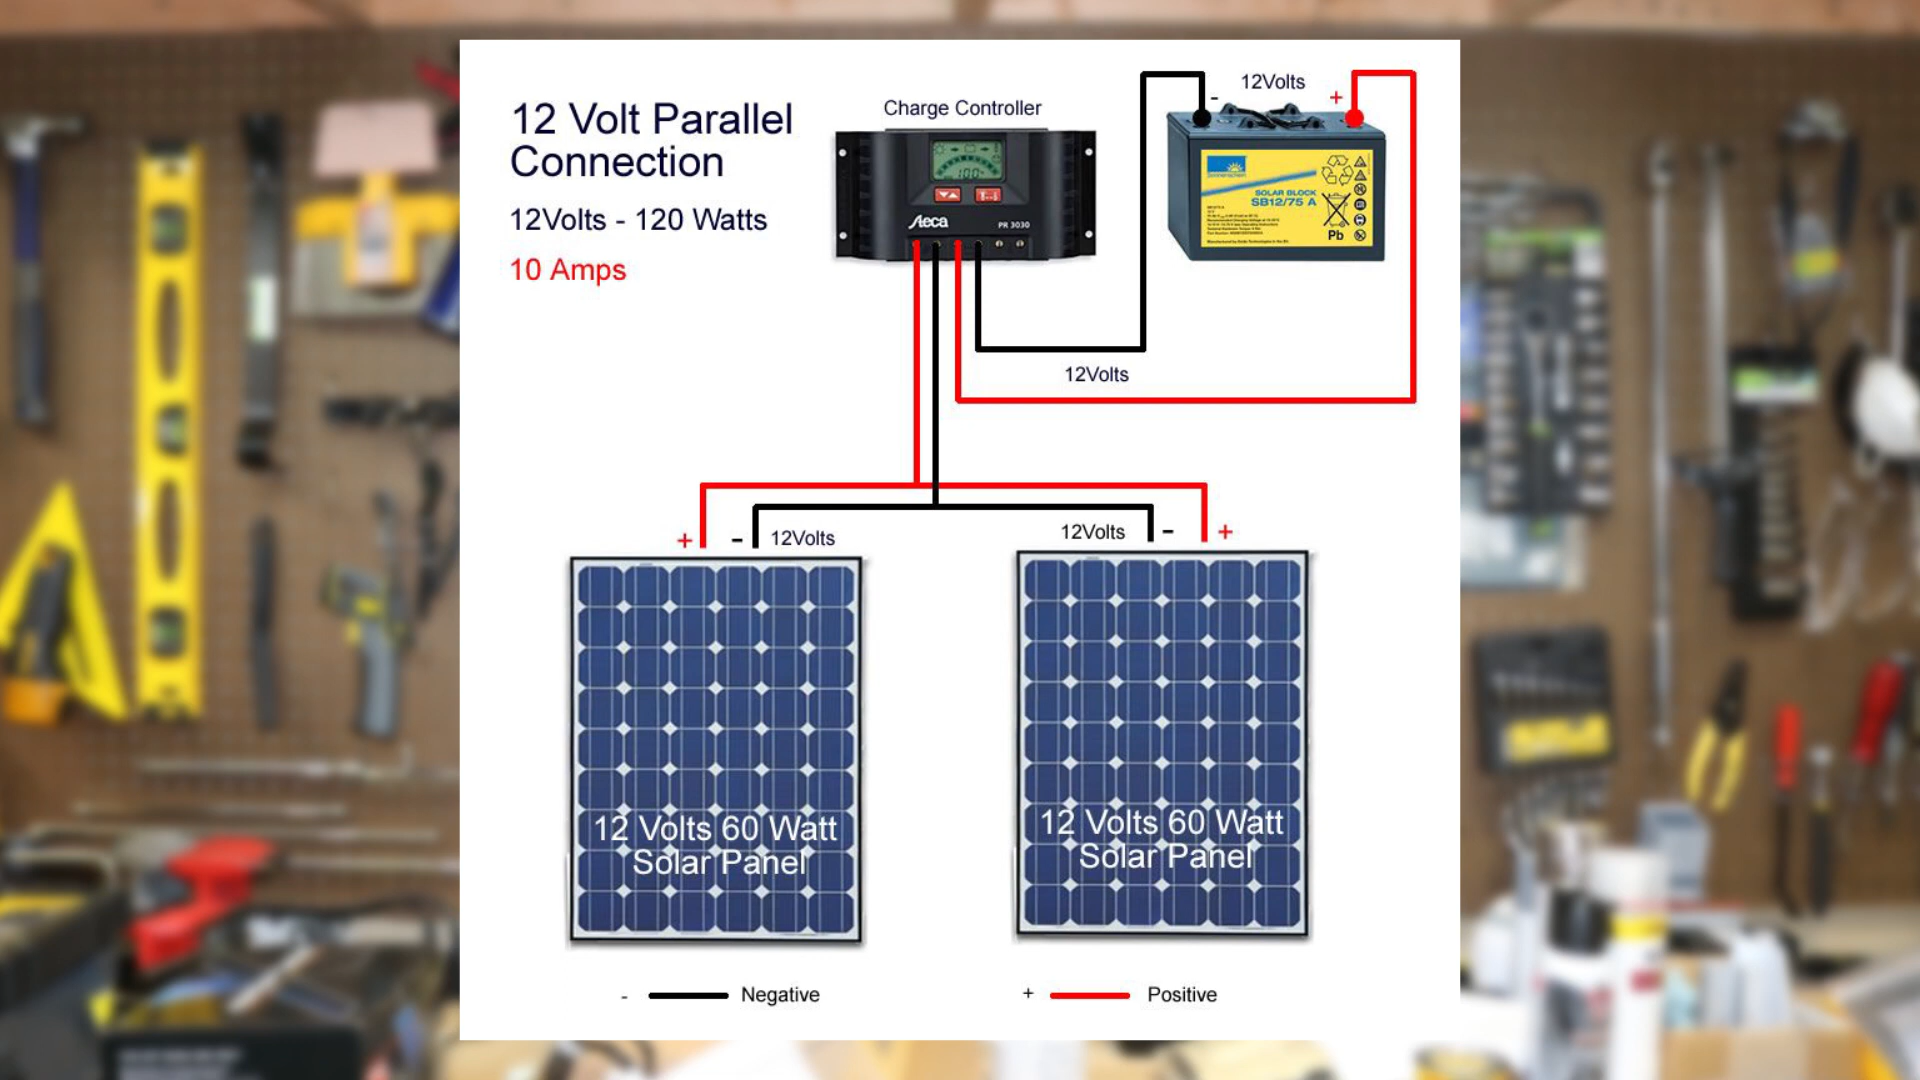 12 Volt Parallel
Connection
12Volts - 120 Watts
10 Amps
Charge Controller
Steca
PR 3030
12Volts
-
+
SOLAR BLOCK
SB12/75 A
Pb
12Volts
+
-
12Volts
12Volts
-
+
12 Volts 60 Watt
Solar Panel
12 Volts 60 Watt
Solar Panel
- Negative
+ Positive